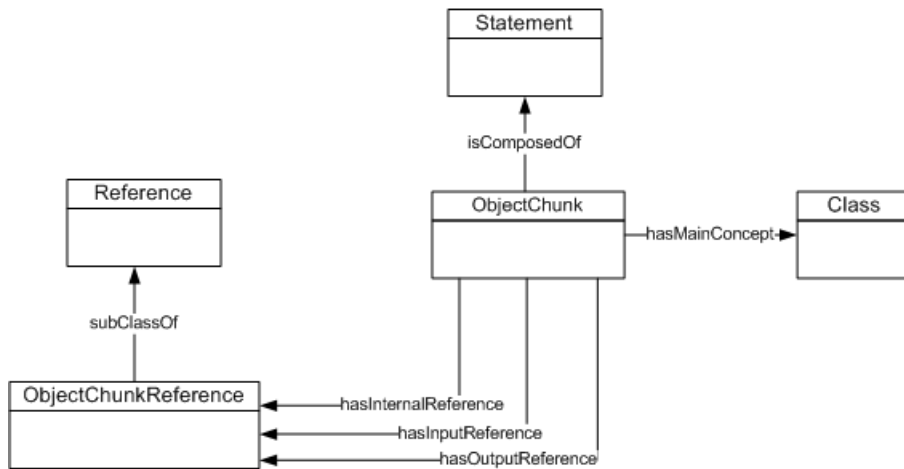 Statement
isComposedOf
Reference
ObjectChunk
Class
hasMainConcept
subClassOf
ObjectChunkReference
hasInternalReference
hasInputReference
hasOutputReference